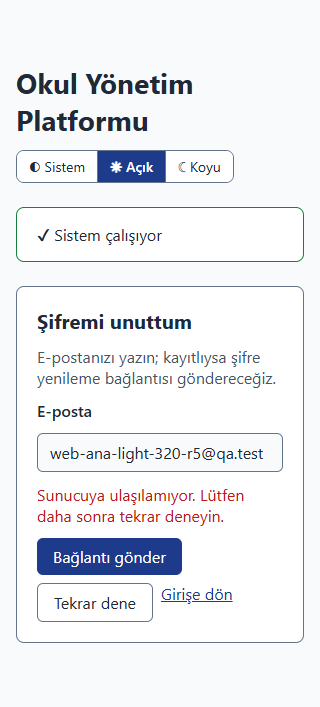 Okul Yönetim
Platformu
◐ Sistem
☀ Açık
☾ Koyu
✓ Sistem çalışıyor
Şifremi unuttum
E-postanızı yazın; kayıtlıysa şifre
yenileme bağlantısı göndereceğiz.
E-posta
web-ana-light-320-r5@qa.test
Sunucuya ulaşılamıyor. Lütfen
daha sonra tekrar deneyin.
Bağlantı gönder
Tekrar dene
Girişe dön